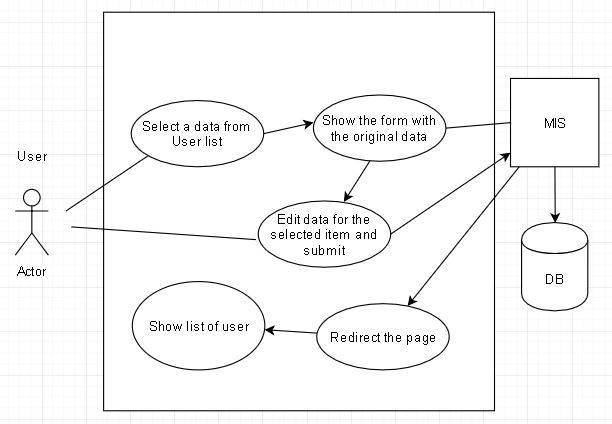 Select a data from
User list
Show the form with
the original data
MIS
User
Actor
Edit data for the
selected item and
submit
DB
Show list of user
Redirect the page